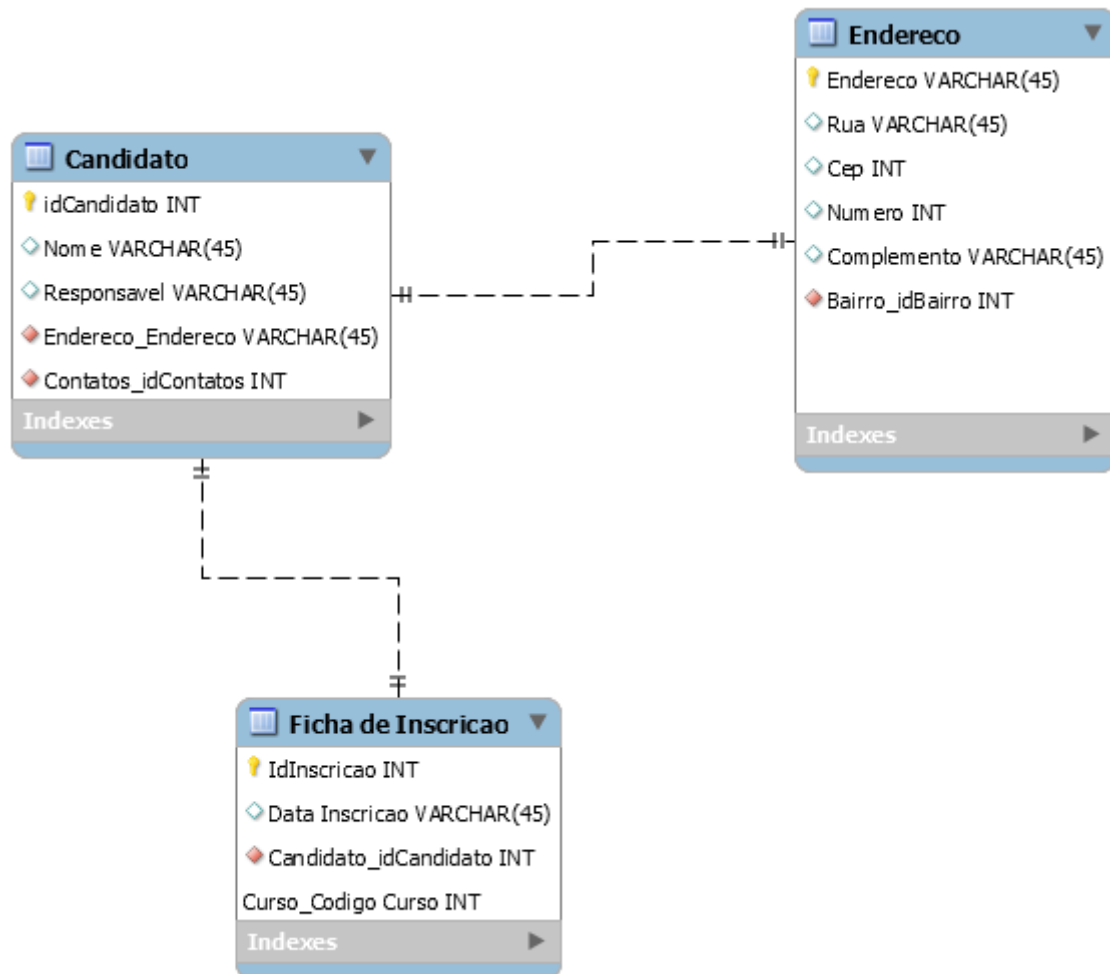 Candidato
idCandidato INT
Nome VARCHAR(45)
Responsavel VARCHAR(45)
Endereco_Endereco VARCHAR(45)
Contatos_idContatos INT
Indexes
Endereco
Endereco VARCHAR(45)
Rua VARCHAR(45)
Cep INT
Numero INT
Complemento VARCHAR(45)
Bairro_idBairro INT
Indexes
Ficha de Inscricao
IdInscricao INT
Data Inscricao VARCHAR(45)
Candidato_idCandidato INT
Curso_Codigo Curso INT
Indexes